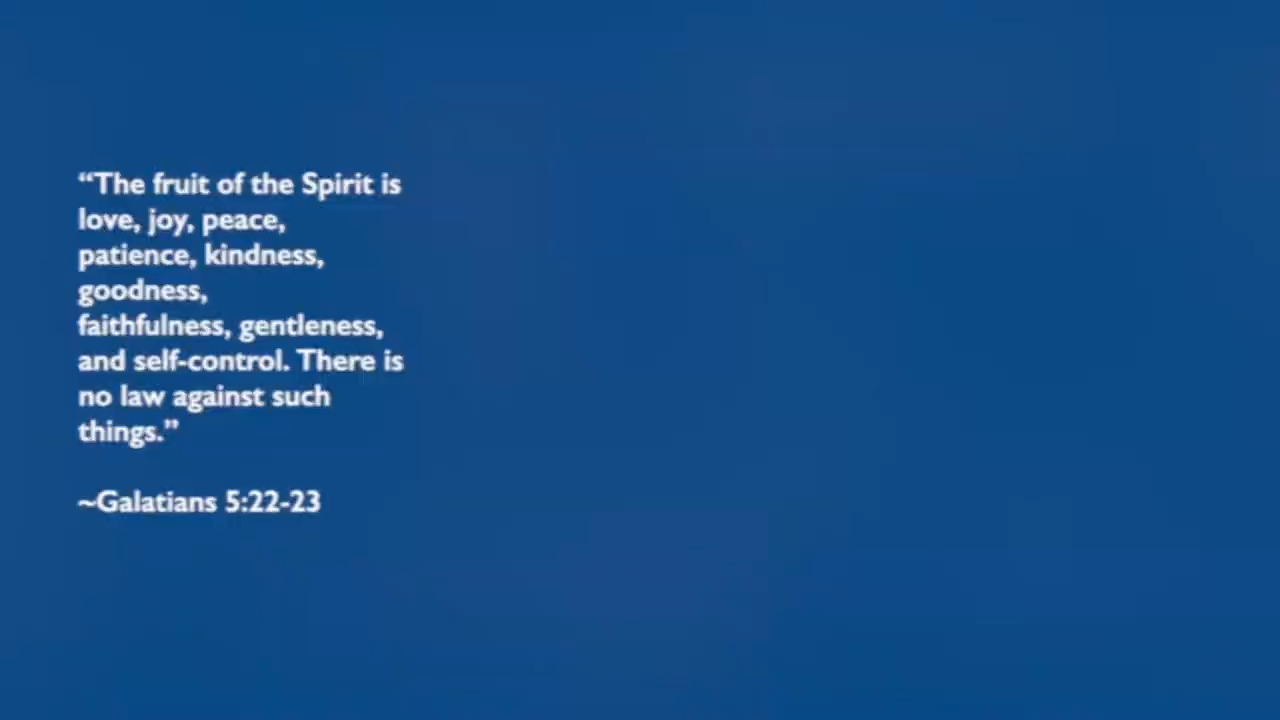 “The fruit of the Spirit is
love, joy, peace,
patience, kindness,
goodness,
faithfulness, gentleness,
and self-control. There is
no law against such
things.”
~Galatians 5:22-23